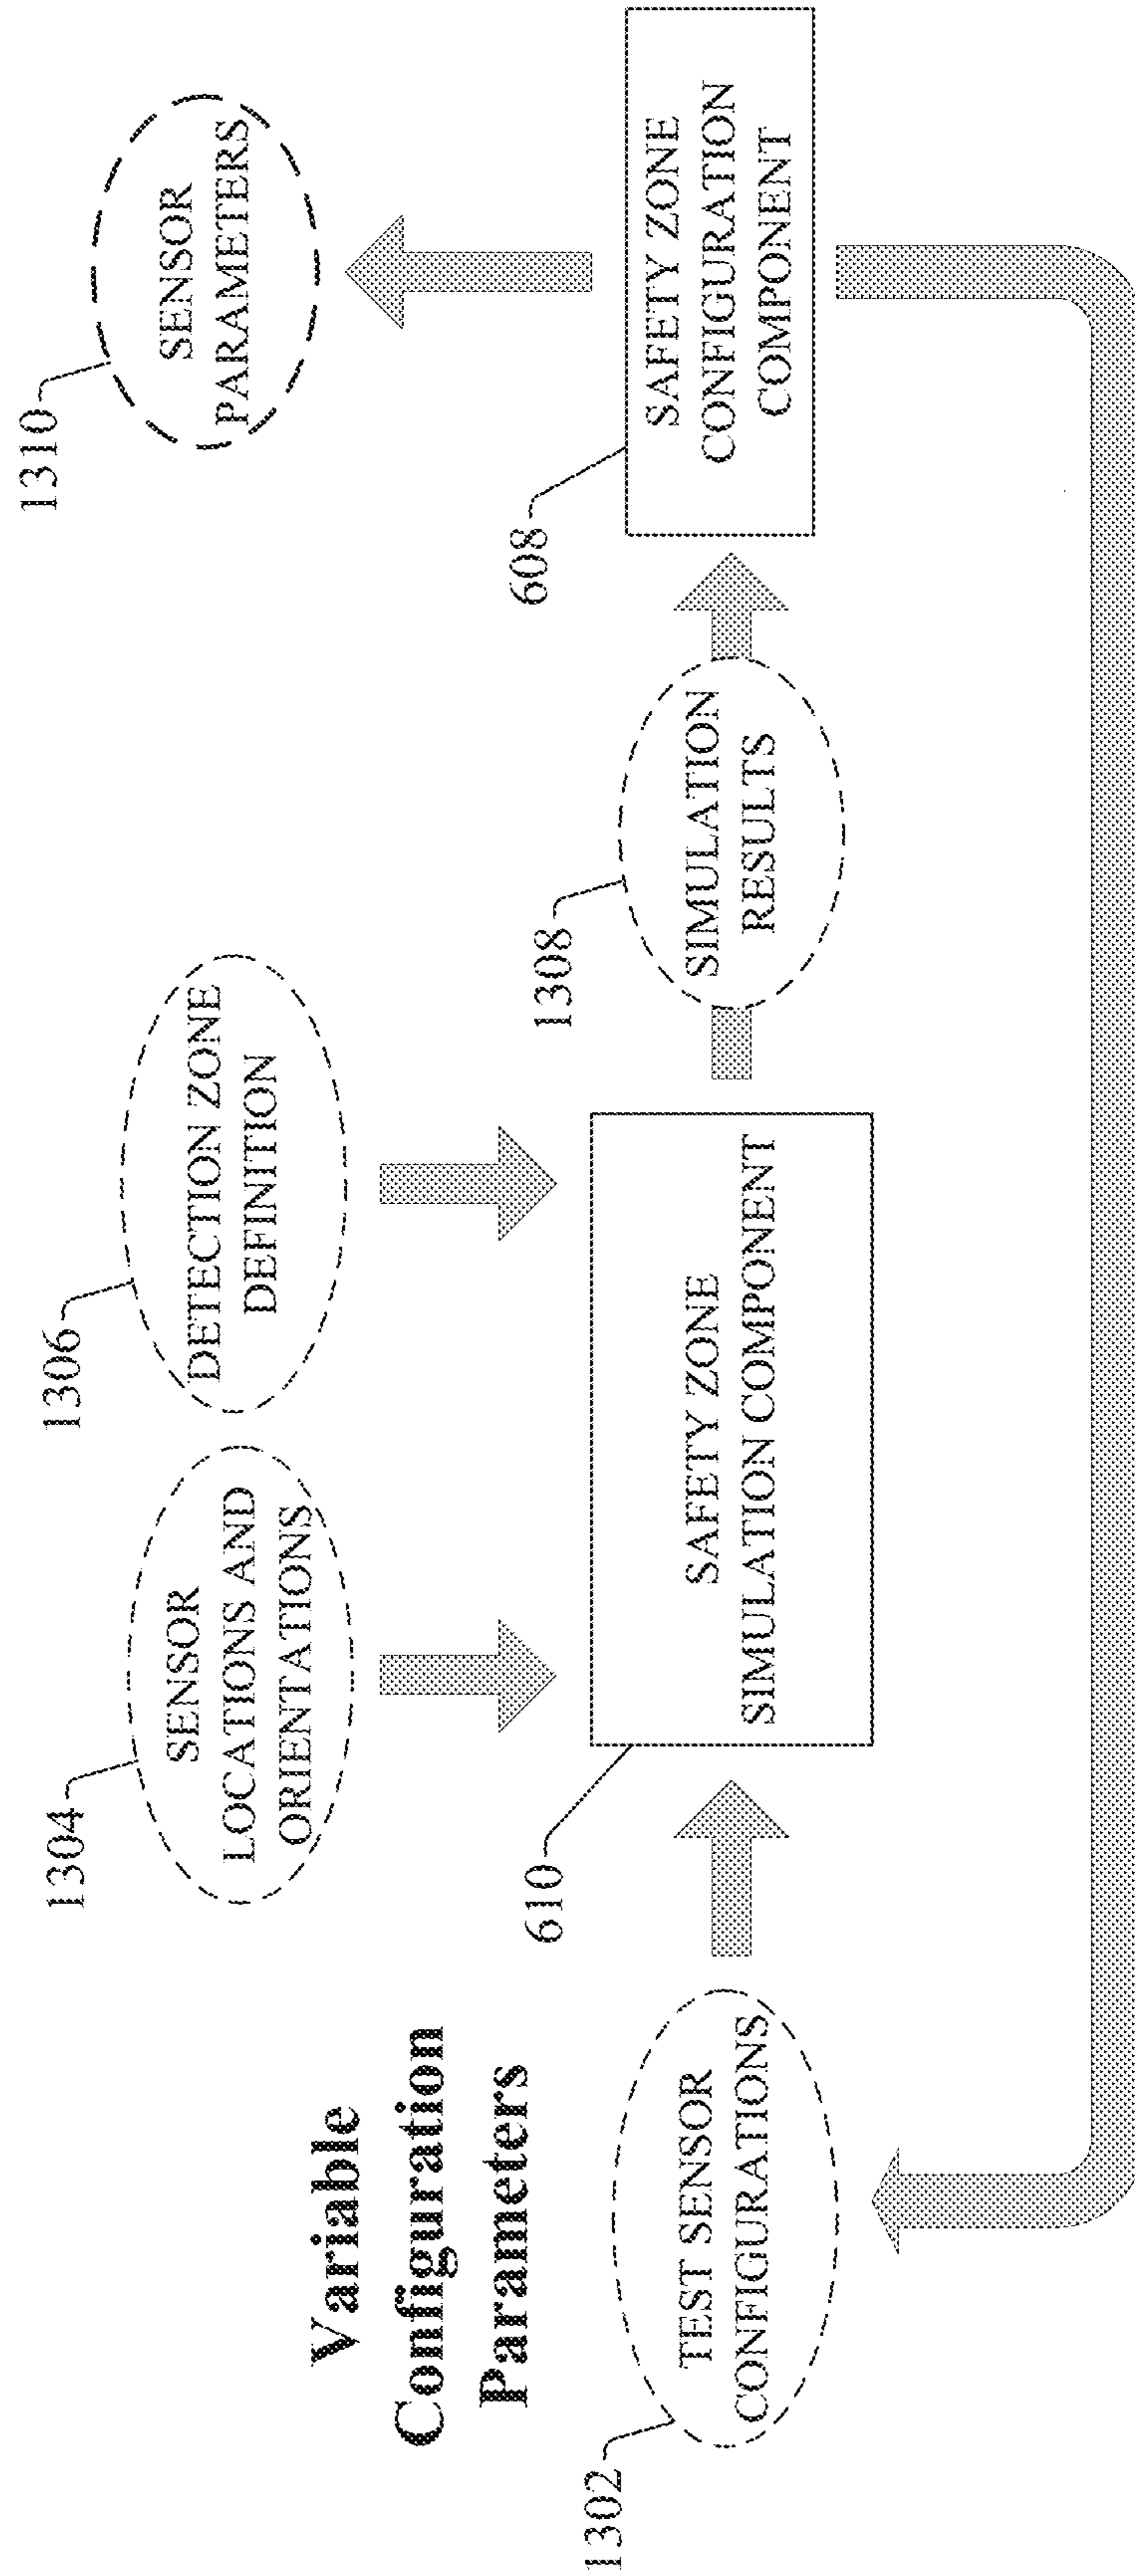 1304
SENSOR
LOCATIONS AND
ORIENTATIONS
1306
DETECTION ZONE
DEFINITION
1310
SENSOR
PARAMETERS
Variable
Configuration
Parameters
1302
TEST SENSOR
CONFIGURATIONS
610
SAFETY ZONE
SIMULATION COMPONENT
1308
SIMULATION
RESULTS
608
SAFETY ZONE
CONFIGURATION
COMPONENT